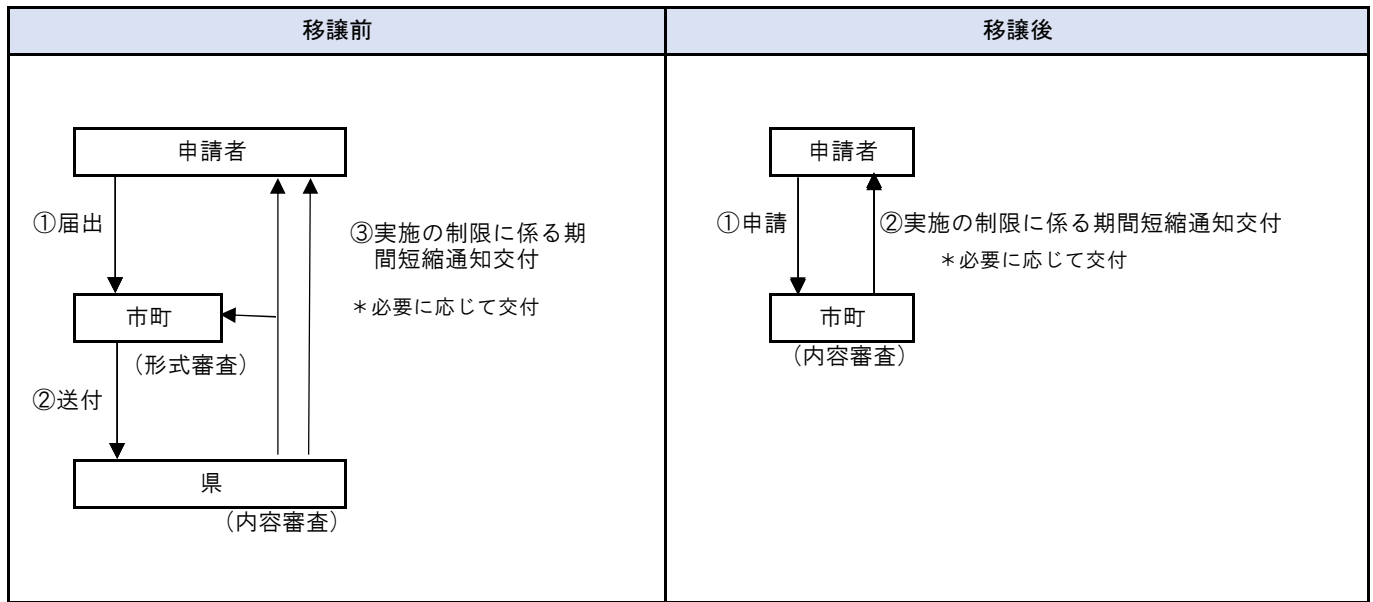 移譲前
移譲後
申請者
①届出
③実施の制限に係る期
間短縮通知交付
＊必要に応じて交付
市町
（形式審査）
②送付
県
（内容審査）
申請者
①申請
②実施の制限に係る期間短縮通知交付
＊必要に応じて交付
市町
（内容審査）